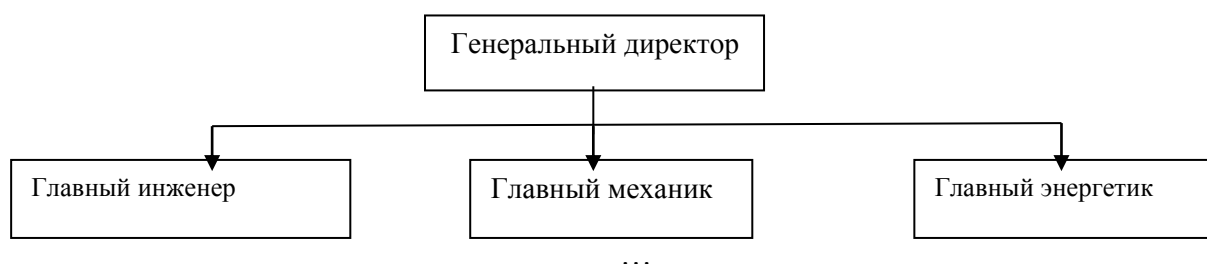 Генеральный директор
Главный инженер
Главный механик
Главный энергетик
...